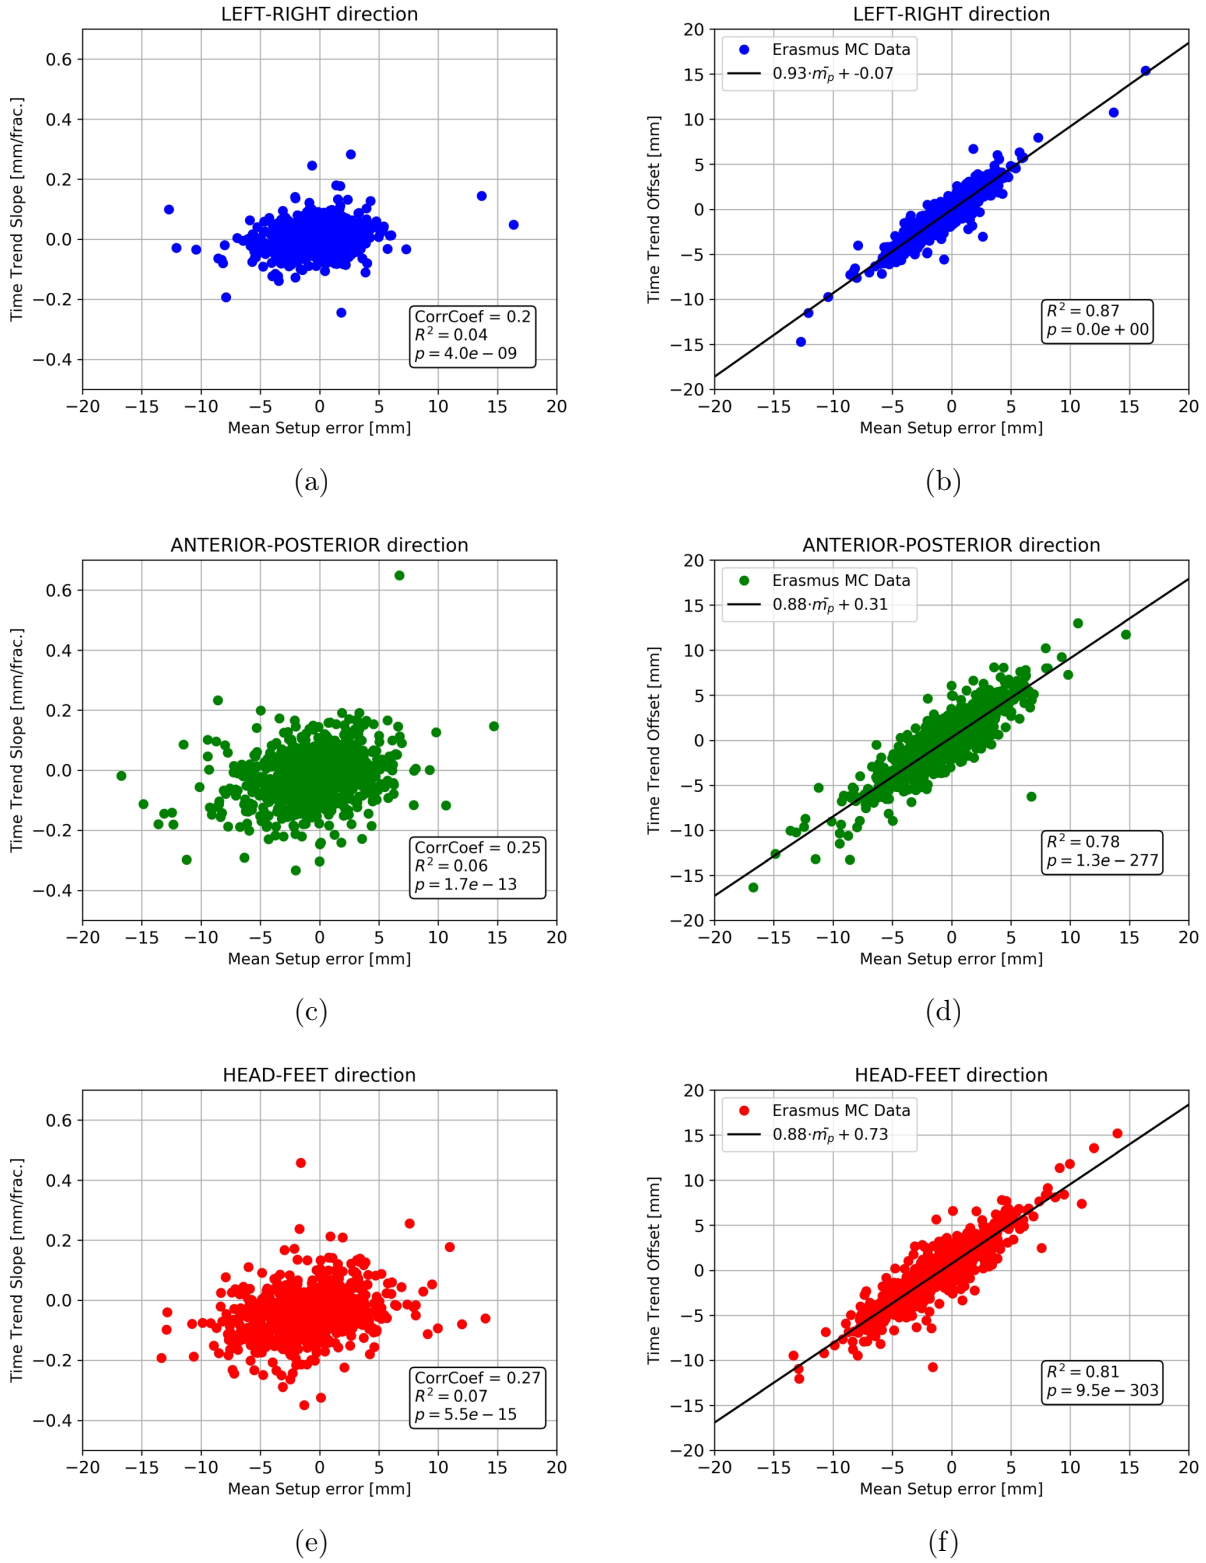 LEFT-RIGHT direction
Time Trend Slope [mm/frac.]
0.6
0.4
0.2
0.0
−0.2
−0.4
CorrCoef = 0.2
R² = 0.04
p = 4.0e − 09
−20 −15 −10 −5 0 5 10 15 20
Mean Setup error [mm]
(a)
LEFT-RIGHT direction
Time Trend Offset [mm]
20
15
10
5
0
−5
−10
−15
−20
Erasmus MC Data
0.93·m̄_p + -0.07
R² = 0.87
p = 0.0e + 00
−20 −15 −10 −5 0 5 10 15 20
Mean Setup error [mm]
(b)
ANTERIOR-POSTERIOR direction
Time Trend Slope [mm/frac.]
0.6
0.4
0.2
0.0
−0.2
−0.4
CorrCoef = 0.25
R² = 0.06
p = 1.7e − 13
−20 −15 −10 −5 0 5 10 15 20
Mean Setup error [mm]
(c)
ANTERIOR-POSTERIOR direction
Time Trend Offset [mm]
20
15
10
5
0
−5
−10
−15
−20
Erasmus MC Data
0.88·m̄_p + 0.31
R² = 0.78
p = 1.3e − 277
−20 −15 −10 −5 0 5 10 15 20
Mean Setup error [mm]
(d)
HEAD-FEET direction
Time Trend Slope [mm/frac.]
0.6
0.4
0.2
0.0
−0.2
−0.4
CorrCoef = 0.27
R² = 0.07
p = 5.5e − 15
−20 −15 −10 −5 0 5 10 15 20
Mean Setup error [mm]
(e)
HEAD-FEET direction
Time Trend Offset [mm]
20
15
10
5
0
−5
−10
−15
−20
Erasmus MC Data
0.88·m̄_p + 0.73
R² = 0.81
p = 9.5e − 303
−20 −15 −10 −5 0 5 10 15 20
Mean Setup error [mm]
(f)